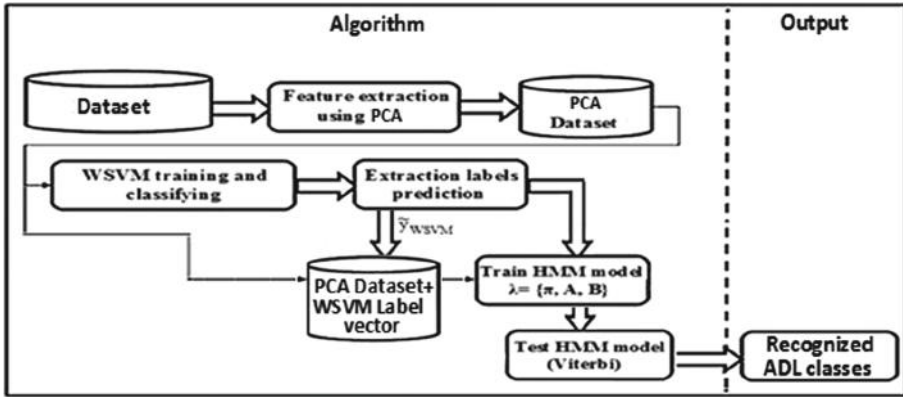 Algorithm
Output
Dataset
Feature extraction
using PCA
PCA
Dataset
WSVM training and
classifying
Extraction labels
prediction
ỹWSVM
PCA Dataset+
WSVM Label
vector
Train HMM model
λ= {π, A, B}
Test HMM model
(Viterbi)
Recognized
ADL classes